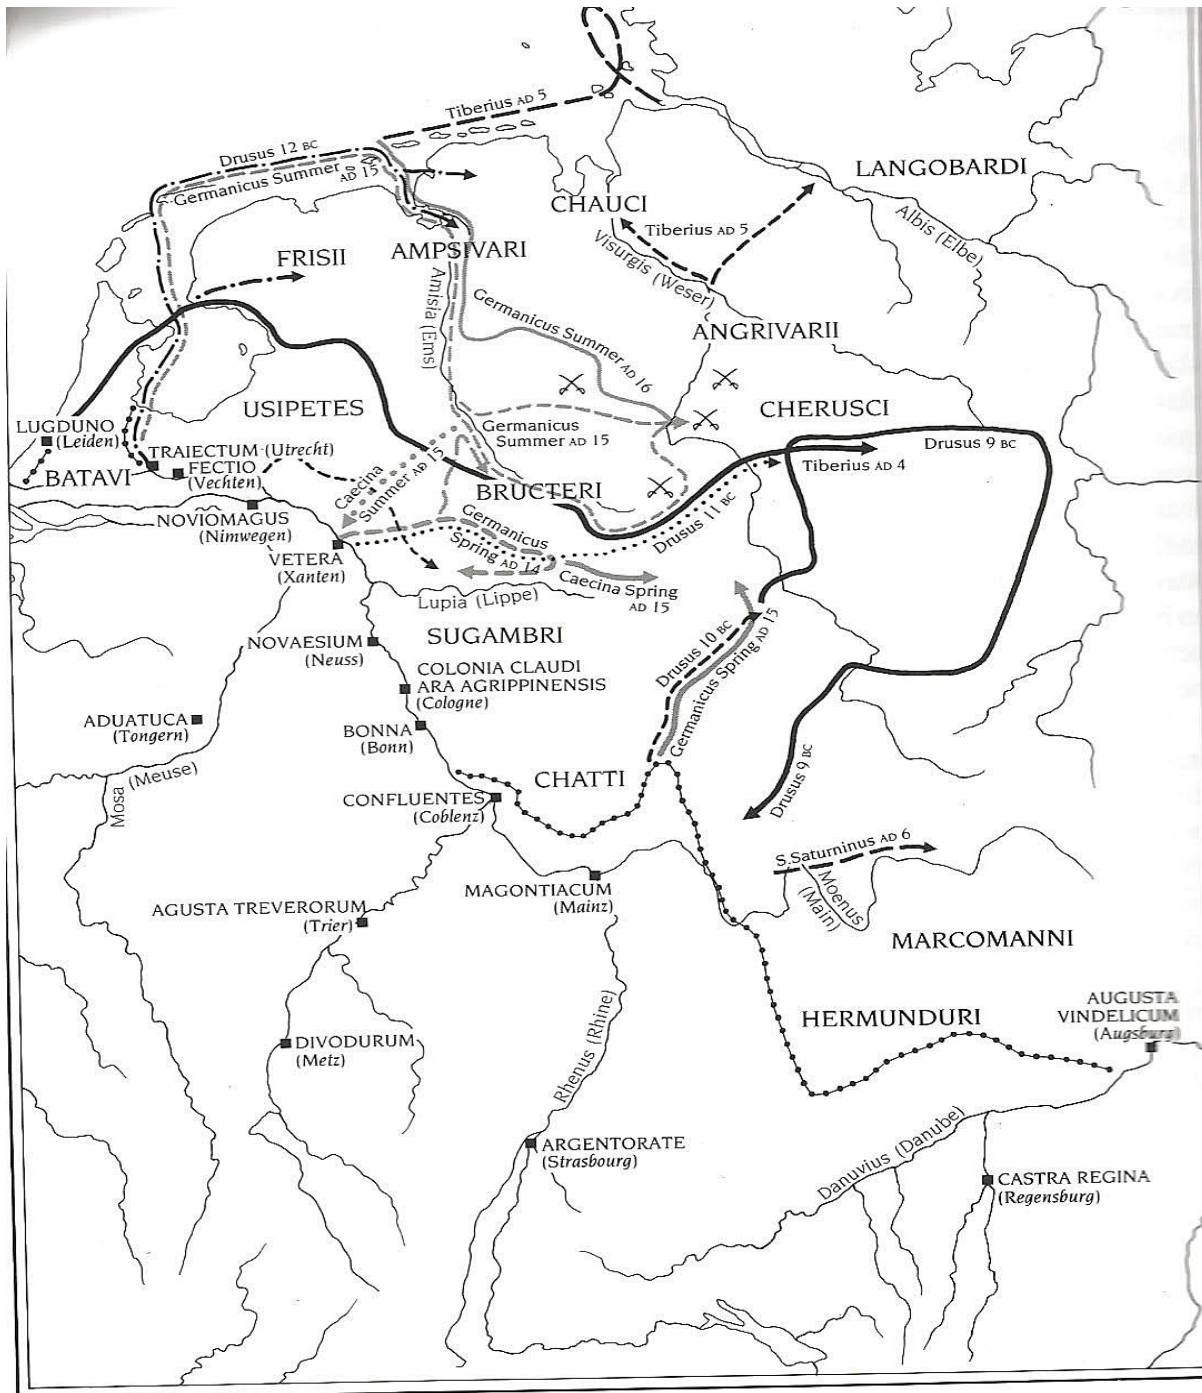 Tiberius AD 5
Drusus 12 BC
Germanicus Summer
AD 15
LANGOBARDI
CHAUCI
Albis (Elbe)
Tiberius AD 5
Visurgis (Weser)
FRISII
AMPSIVARI
Amisia (Ems)
Germanicus Summer AD 16
ANGRIVARII
USIPETES
CHERUSCI
LUGDUNO
(Leiden)
Germanicus
Summer AD 15
Drusus 9 BC
TRAIECTUM (Utrecht)
FECTIO
(Vechten)
BATAVI
Caecina
Summer AD 15
Tiberius AD 4
BRUCTERI
NOVIOMAGUS
(Nimwegen)
Germanicus
Spring AD 14
Drusus 11 BC
VETERA
(Xanten)
Caecina Spring
AD 15
Lupia (Lippe)
SUGAMBRI
NOVAESIUM
(Neuss)
Drusus 10 BC
Germanicus Spring AD 15
COLONIA CLAUDI
ARA AGRIPPINENSIS
(Cologne)
ADUATUCA
(Tongern)
BONNA
(Bonn)
Mosa (Meuse)
CHATTI
Drusus 9 BC
CONFLUENTES
(Coblenz)
S.Saturninus AD 6
Moenus
(Main)
MAGONTIACUM
(Mainz)
AGUSTA TREVERORUM
(Trier)
MARCOMANNI
HERMUNDURI
AUGUSTA
VINDELICUM
(Augsburg)
DIVODURUM
(Metz)
Rhenus (Rhine)
ARGENTORATE
(Strasbourg)
Danuvius (Danube)
CASTRA REGINA
(Regensburg)